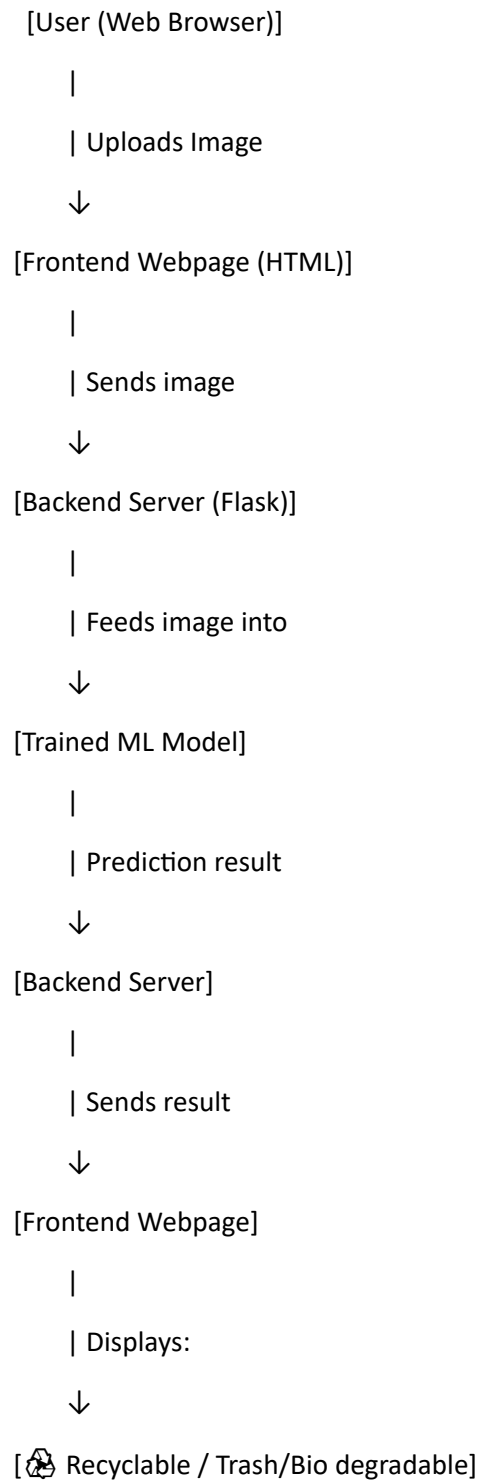 [User (Web Browser)]
|
| Uploads Image
↓
[Frontend Webpage (HTML)]
|
| Sends image
↓
[Backend Server (Flask)]
|
| Feeds image into
↓
[Trained ML Model]
|
| Prediction result
↓
[Backend Server]
|
| Sends result
↓
[Frontend Webpage]
|
| Displays:
↓
[♻ Recyclable / Trash/Bio degradable]